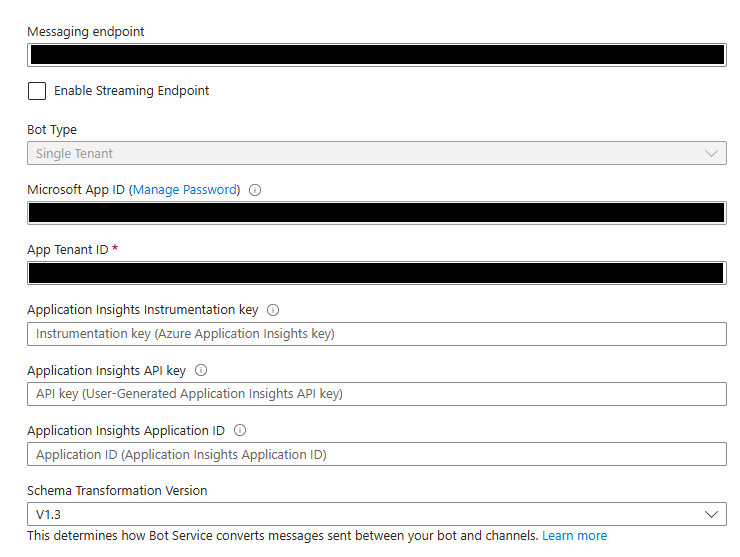 Messaging endpoint
Enable Streaming Endpoint
Bot Type
Single Tenant
Microsoft App ID (Manage Password)
App Tenant ID *
Application Insights Instrumentation key
Instrumentation key (Azure Application Insights key)
Application Insights API key
API key (User-Generated Application Insights API key)
Application Insights Application ID
Application ID (Application Insights Application ID)
Schema Transformation Version
V1.3
This determines how Bot Service converts messages sent between your bot and channels. Learn more